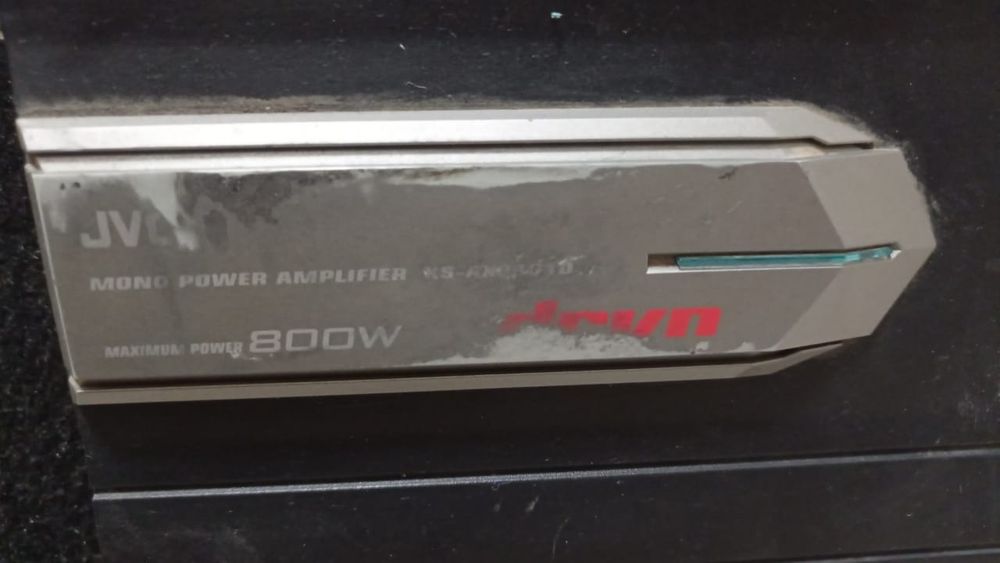 JVC
MONO POWER AMPLIFIER
drvn
MAXIMUM POWER 800W